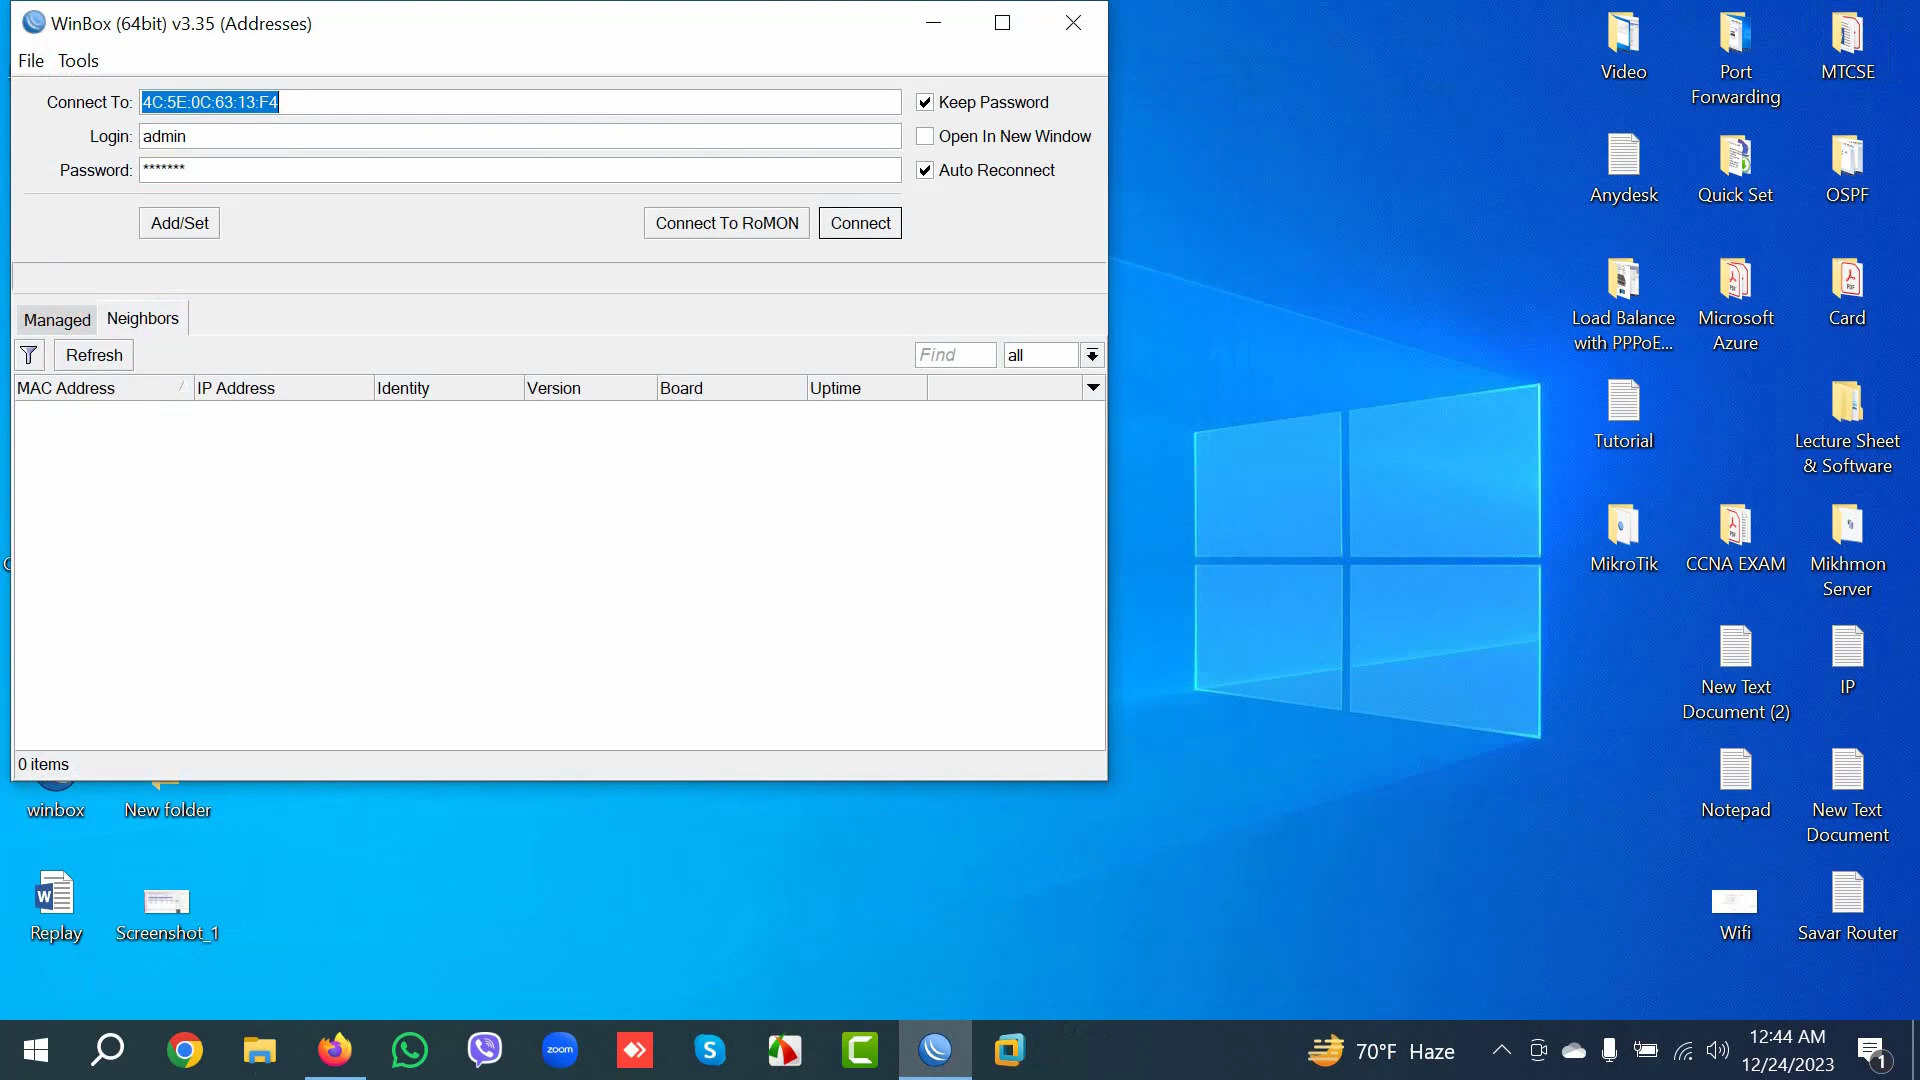 WinBox (64bit) v3.35 (Addresses)
File Tools
Connect To: 4C:5E:0C:63:13:F4
Keep Password
Login: admin
Open In New Window
Password: *******
Auto Reconnect
Add/Set
Connect To RoMON
Connect
Managed
Neighbors
Refresh
Find
all
MAC Address
IP Address
Identity
Version
Board
Uptime
0 items
winbox
New folder
Replay
Screenshot_1
Video
Port
Forwarding
MTCSE
Anydesk
Quick Set
OSPF
Load Balance
with PPPoE...
Microsoft
Azure
Card
Tutorial
Lecture Sheet
& Software
MikroTik
CCNA EXAM
Mikhmon
Server
New Text
Document (2)
IP
Notepad
New Text
Document
Wifi
Savar Router
zoom
70°F Haze
12:44 AM
12/24/2023
1